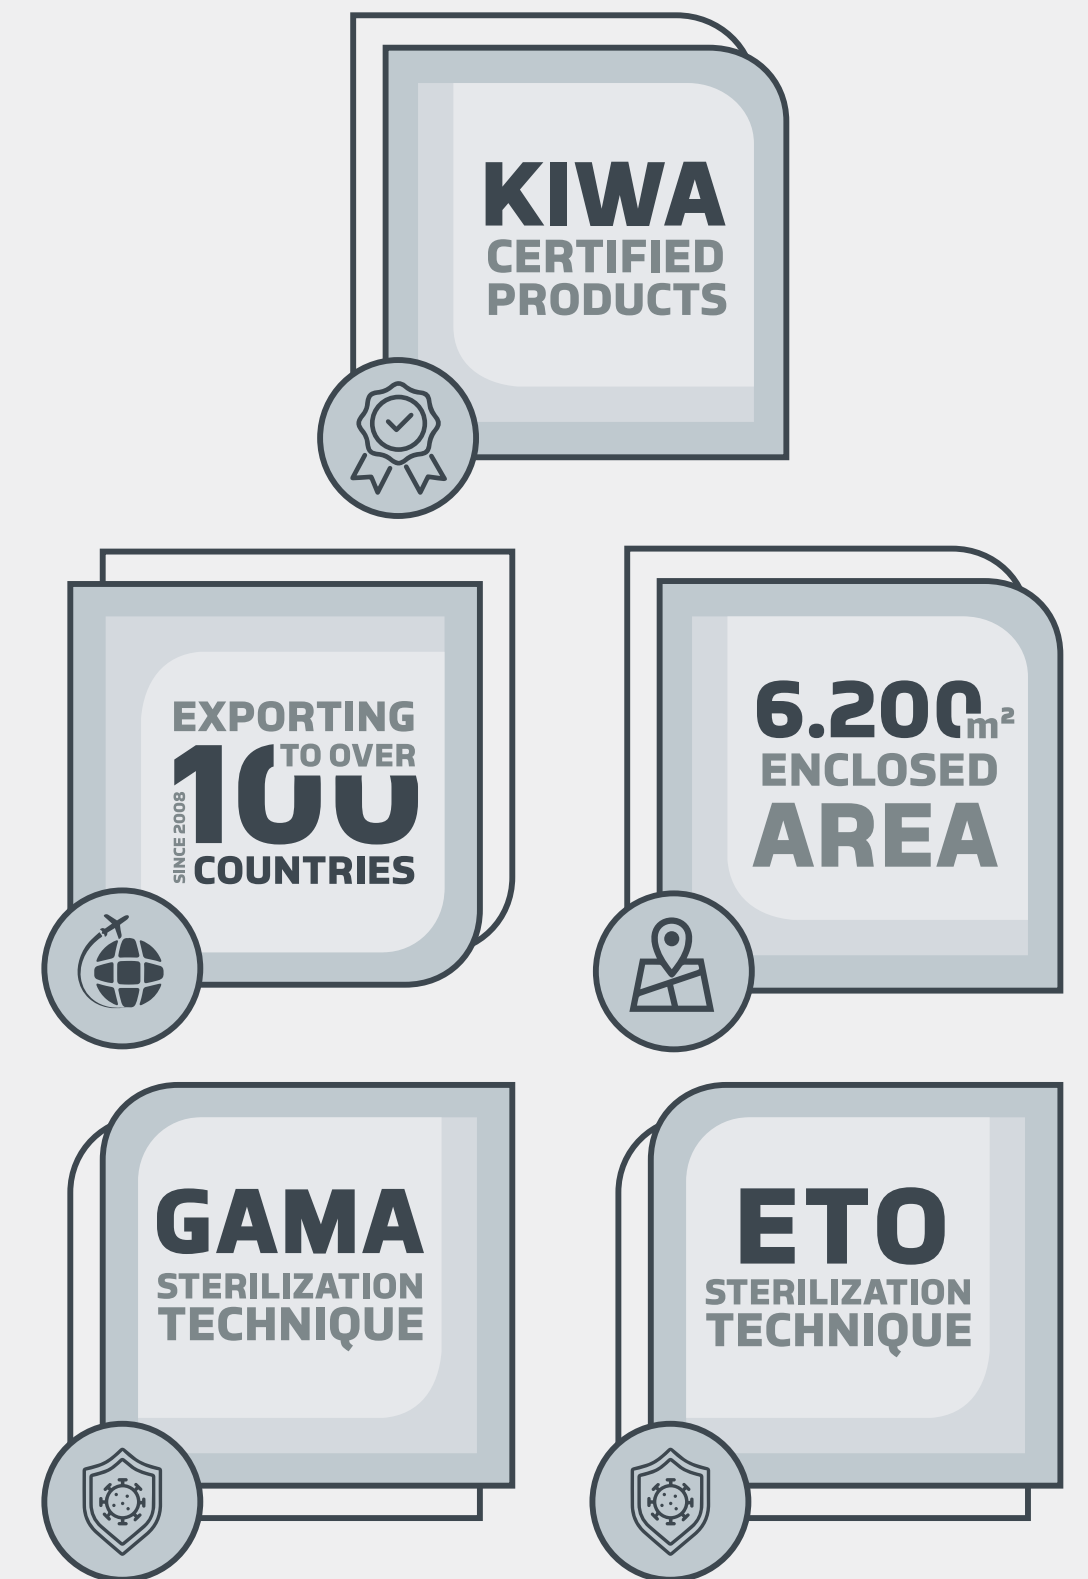 KIWA
CERTIFIED
PRODUCTS
EXPORTING
TO OVER
100
SINCE 2008
COUNTRIES
6.200m²
ENCLOSED
AREA
GAMA
STERILIZATION
TECHNIQUE
ETO
STERILIZATION
TECHNIQUE